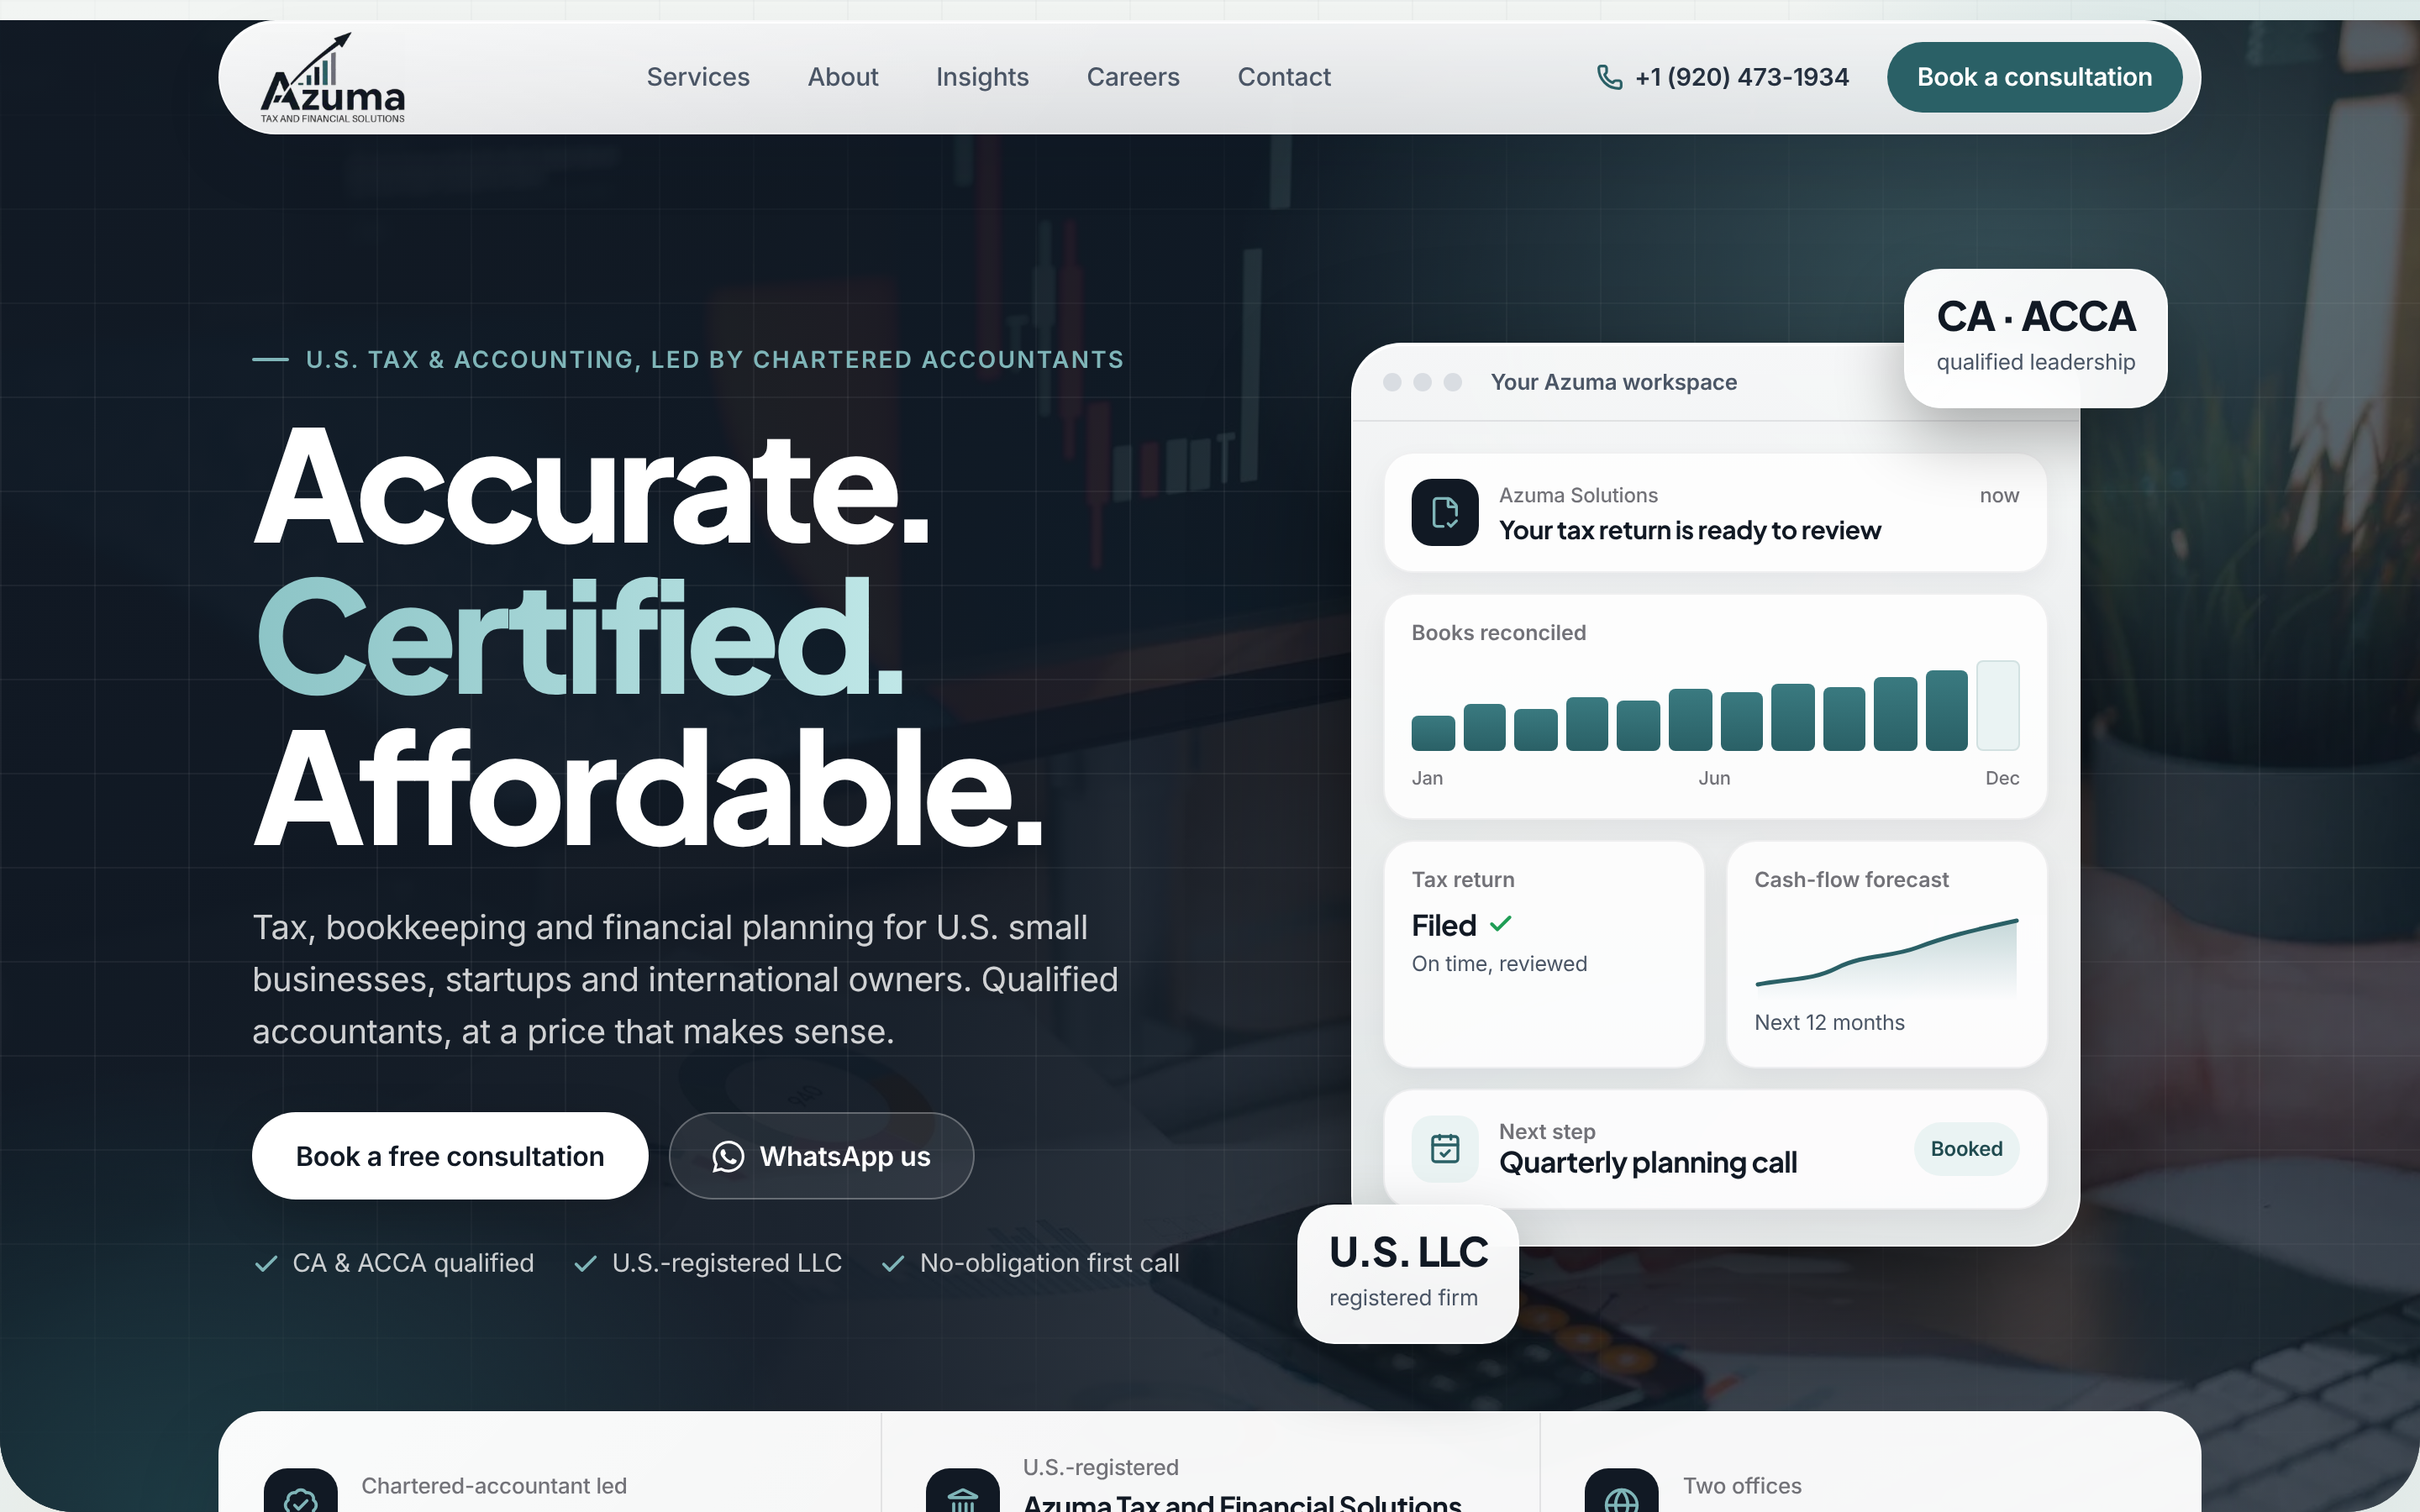 Azuma
TAX AND FINANCIAL SOLUTIONS
Services
About
Insights
Careers
Contact
+1 (920) 473-1934
Book a consultation
U.S. TAX & ACCOUNTING, LED BY CHARTERED ACCOUNTANTS
Accurate.
Certified.
Affordable.
Tax, bookkeeping and financial planning for U.S. small
businesses, startups and international owners. Qualified
accountants, at a price that makes sense.
Book a free consultation
WhatsApp us
CA & ACCA qualified
U.S.-registered LLC
No-obligation first call
CA · ACCA
qualified leadership
Your Azuma workspace
Azuma Solutions
now
Your tax return is ready to review
Books reconciled
Jan
Jun
Dec
Tax return
Filed
On time, reviewed
Cash-flow forecast
Next 12 months
Next step
Quarterly planning call
Booked
U.S. LLC
registered firm
Chartered-accountant led
U.S.-registered
Azuma Tax and Financial Solutions
Two offices